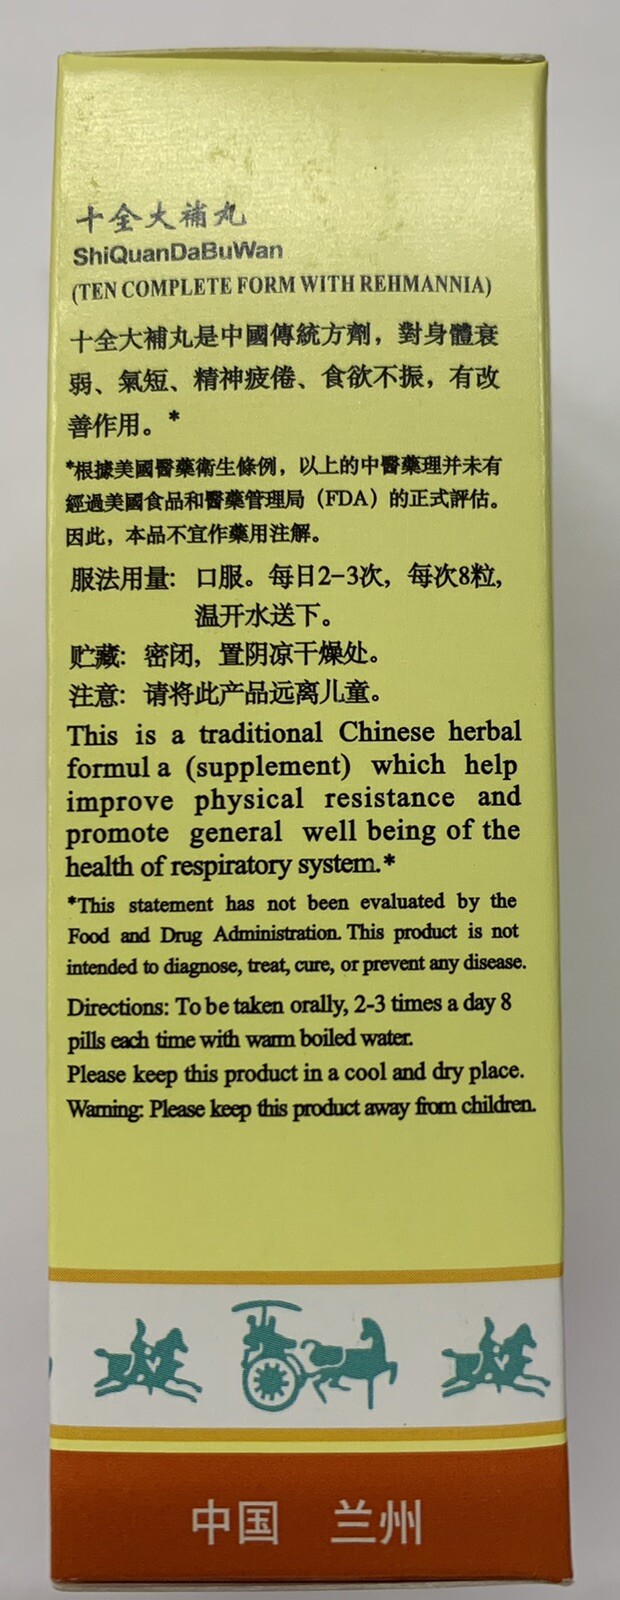 十全大補丸
ShiQuanDaBuWan
(TEN COMPLETE FORM WITH REHMANNIA)
十全大補丸是中國傳統方劑，對身體衰
弱、氣短、精神疲倦、食欲不振，有改
善作用。*
*根據美國醫藥衛生條例，以上的中醫藥理并未有
經過美國食品和醫藥管理局（FDA）的正式評估。
因此，本品不宜作藥用注解。
服法用量：口服。每日2-3次，每次8粒，
温开水送下。
贮藏：密闭，置阴凉干燥处。
注意：请将此产品远离儿童。
This is a traditional Chinese herbal
formul a (supplement) which help
improve physical resistance and
promote general well being of the
health of respiratory system.*
*This statement has not been evaluated by the
Food and Drug Administration. This product is not
intended to diagnose, treat, cure, or prevent any disease.
Directions: To be taken orally, 2-3 times a day 8
pills each time with warm boiled water.
Please keep this product in a cool and dry place.
Warning: Please keep this product away from children.
中国 兰州